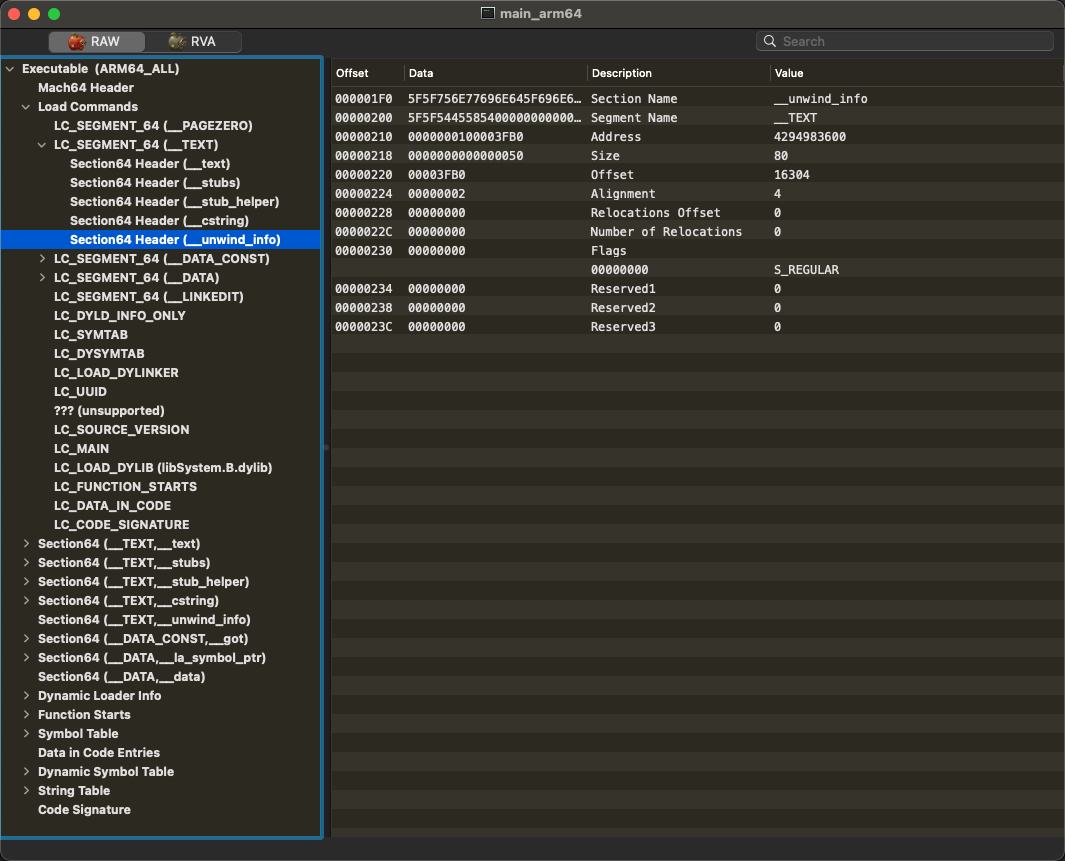 main_arm64
RAW RVA Search
Executable (ARM64_ALL)
Mach64 Header
Load Commands
LC_SEGMENT_64 (__PAGEZERO)
LC_SEGMENT_64 (__TEXT)
Section64 Header (__text)
Section64 Header (__stubs)
Section64 Header (__stub_helper)
Section64 Header (__cstring)
Section64 Header (__unwind_info)
LC_SEGMENT_64 (__DATA_CONST)
LC_SEGMENT_64 (__DATA)
LC_SEGMENT_64 (__LINKEDIT)
LC_DYLD_INFO_ONLY
LC_SYMTAB
LC_DYSYMTAB
LC_LOAD_DYLINKER
LC_UUID
??? (unsupported)
LC_SOURCE_VERSION
LC_MAIN
LC_LOAD_DYLIB (libSystem.B.dylib)
LC_FUNCTION_STARTS
LC_DATA_IN_CODE
LC_CODE_SIGNATURE
Section64 (__TEXT,__text)
Section64 (__TEXT,__stubs)
Section64 (__TEXT,__stub_helper)
Section64 (__TEXT,__cstring)
Section64 (__TEXT,__unwind_info)
Section64 (__DATA_CONST,__got)
Section64 (__DATA,__la_symbol_ptr)
Section64 (__DATA,__data)
Dynamic Loader Info
Function Starts
Symbol Table
Data in Code Entries
Dynamic Symbol Table
String Table
Code Signature
Offset Data Description Value
000001F0 5F5F756E77696E645F696E6… Section Name __unwind_info
00000200 5F5F5445585400000000000… Segment Name __TEXT
00000210 0000000100003FB0 Address 4294983600
00000218 0000000000000050 Size 80
00000220 00003FB0 Offset 16304
00000224 00000002 Alignment 4
00000228 00000000 Relocations Offset 0
0000022C 00000000 Number of Relocations 0
00000230 00000000 Flags
00000000 S_REGULAR
00000234 00000000 Reserved1 0
00000238 00000000 Reserved2 0
0000023C 00000000 Reserved3 0